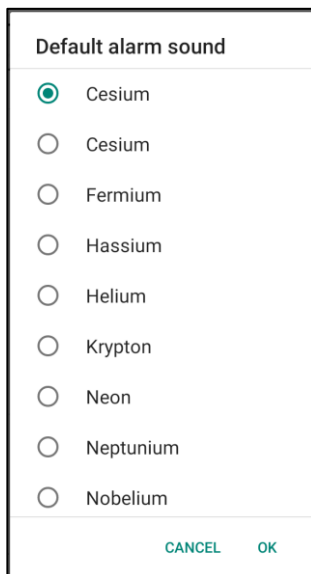 Default alarm sound
Cesium
Cesium
Fermium
Hassium
Helium
Krypton
Neon
Neptunium
Nobelium
CANCEL OK